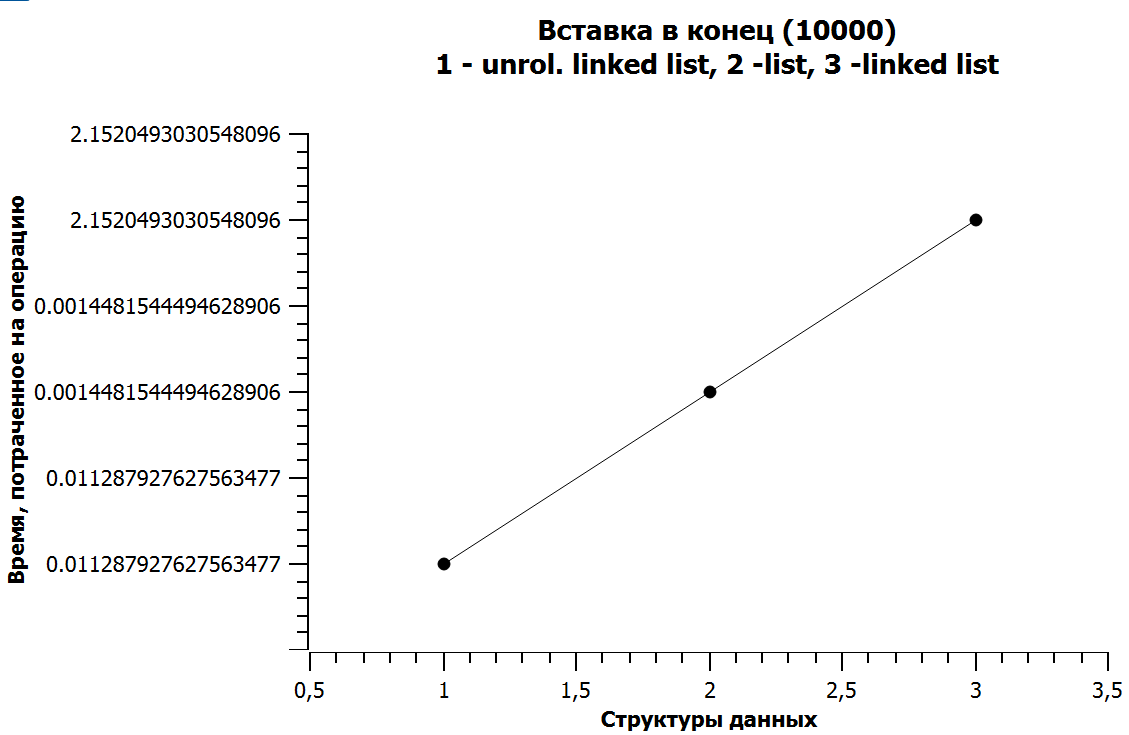 Вставка в конец (10000)
1 - unrol. linked list, 2 -list, 3 -linked list
2.1520493030548096
2.1520493030548096
0.0014481544494628906
0.0014481544494628906
0.011287927627563477
0.011287927627563477
Время, потраченное на операцию
0,5 1 1,5 2 2,5 3 3,5
Структуры данных